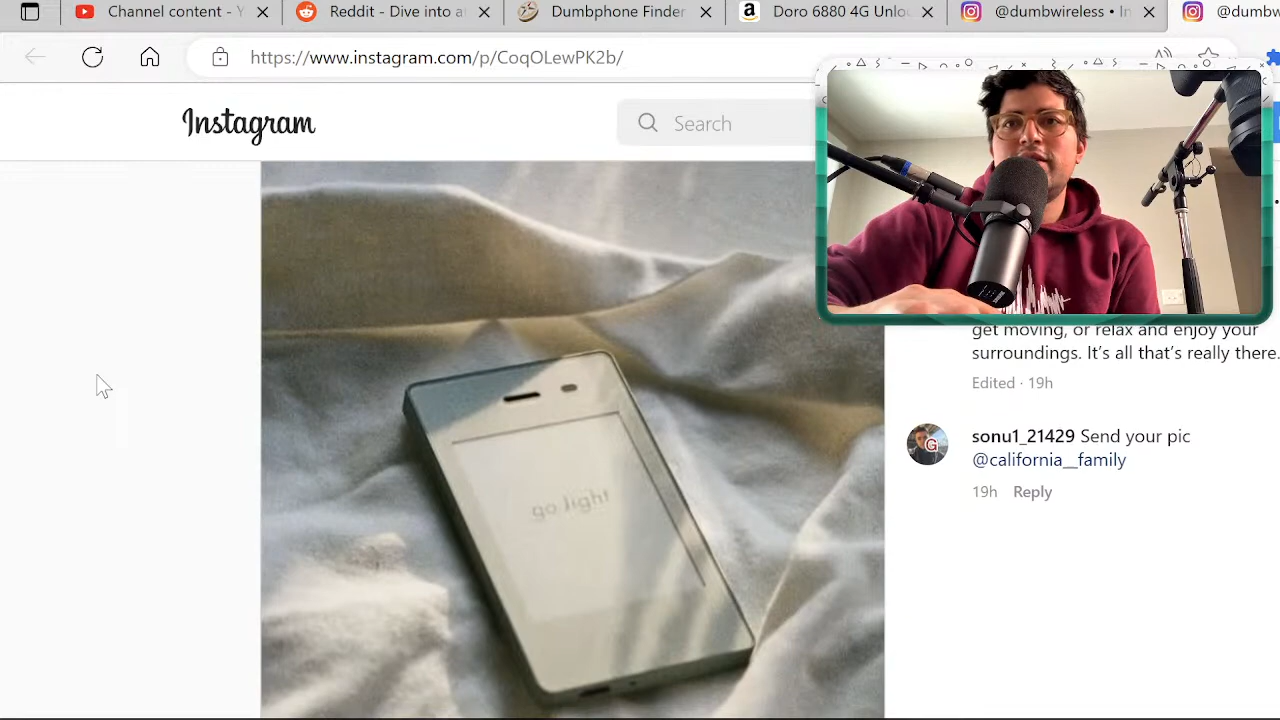 Channel content - Y
Reddit - Dive into a
Dumbphone Finder
Doro 6880 4G Unlo
@dumbwireless • In
@dumbw
https://www.instagram.com/p/CoqOLewPK2b/
Instagram
Search
go light
get moving, or relax and enjoy your
surroundings. It's all that's really there.
Edited · 19h
sonu1_21429 Send your pic
@california__family
19h Reply